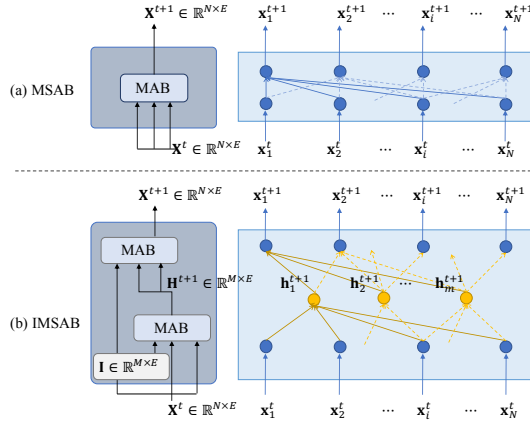 𝐗^{t+1} ∈ ℝ^{N×E}
𝐱_1^{t+1} 𝐱_2^{t+1} ⋯ 𝐱_i^{t+1} ⋯ 𝐱_N^{t+1}
(a) MSAB
MAB
𝐗^t ∈ ℝ^{N×E}
𝐱_1^t 𝐱_2^t ⋯ 𝐱_i^t ⋯ 𝐱_N^t
𝐗^{t+1} ∈ ℝ^{N×E}
𝐱_1^{t+1} 𝐱_2^{t+1} ⋯ 𝐱_i^{t+1} ⋯ 𝐱_N^{t+1}
MAB
𝐇^{t+1} ∈ ℝ^{M×E}
𝐡_1^{t+1} 𝐡_2^{t+1} ⋯ 𝐡_m^{t+1}
(b) IMSAB
MAB
𝐈 ∈ ℝ^{M×E}
𝐗^t ∈ ℝ^{N×E}
𝐱_1^t 𝐱_2^t ⋯ 𝐱_i^t ⋯ 𝐱_N^t